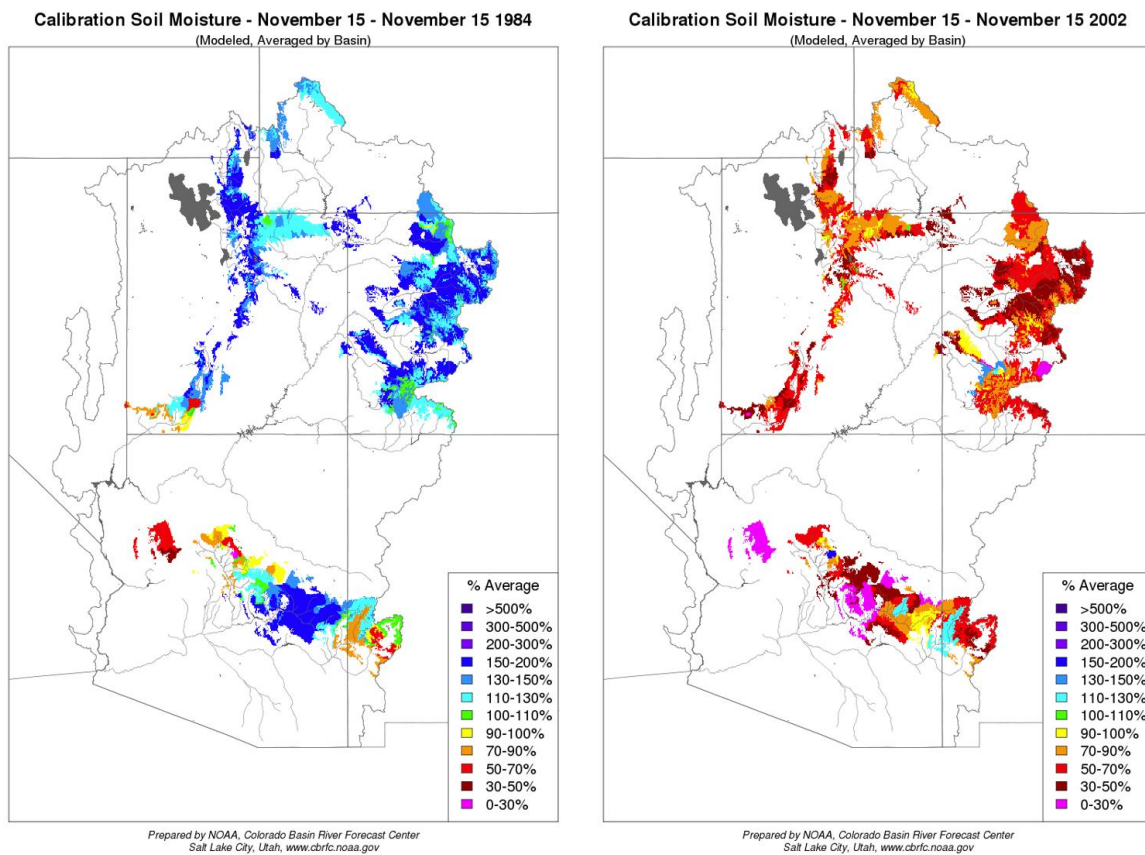 Calibration Soil Moisture - November 15 - November 15 1984
(Modeled, Averaged by Basin)
% Average
>500%
300-500%
200-300%
150-200%
130-150%
110-130%
100-110%
90-100%
70-90%
50-70%
30-50%
0-30%
Prepared by NOAA, Colorado Basin River Forecast Center
Salt Lake City, Utah, www.cbrfc.noaa.gov
Calibration Soil Moisture - November 15 - November 15 2002
(Modeled, Averaged by Basin)
% Average
>500%
300-500%
200-300%
150-200%
130-150%
110-130%
100-110%
90-100%
70-90%
50-70%
30-50%
0-30%
Prepared by NOAA, Colorado Basin River Forecast Center
Salt Lake City, Utah, www.cbrfc.noaa.gov